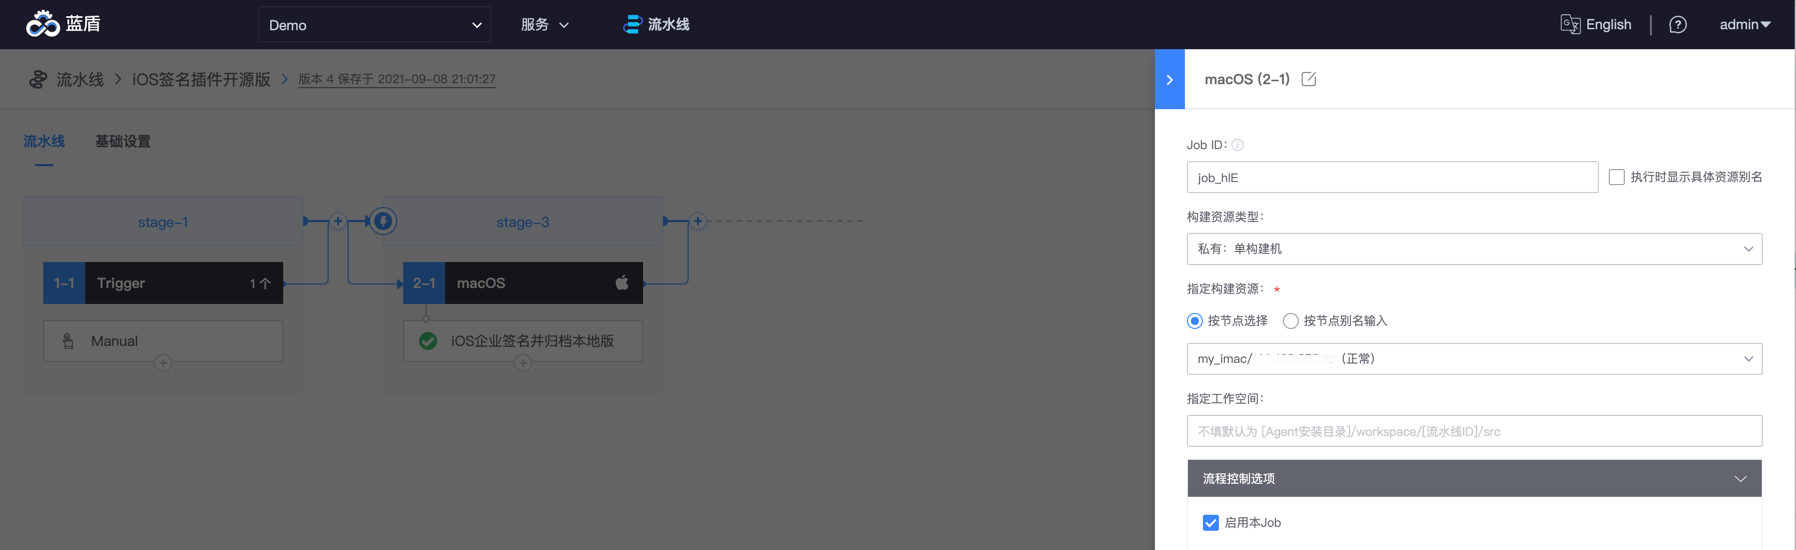 蓝盾
Demo
服务
流水线
English
admin
流水线
iOS签名插件开源版
版本 4 保存于 2021-09-08 21:01:27
macOS (2-1)
流水线
基础设置
stage-1
stage-3
1-1
Trigger
1 个
2-1
macOS
Manual
iOS企业签名并归档本地版
Job ID:
job_hlE
执行时显示具体资源别名
构建资源类型:
私有: 单构建机
指定构建资源: *
按节点选择
按节点别名输入
my_imac/ (正常)
指定工作空间:
不填默认为 [Agent安装目录]/workspace/[流水线ID]/src
流程控制选项
启用本Job